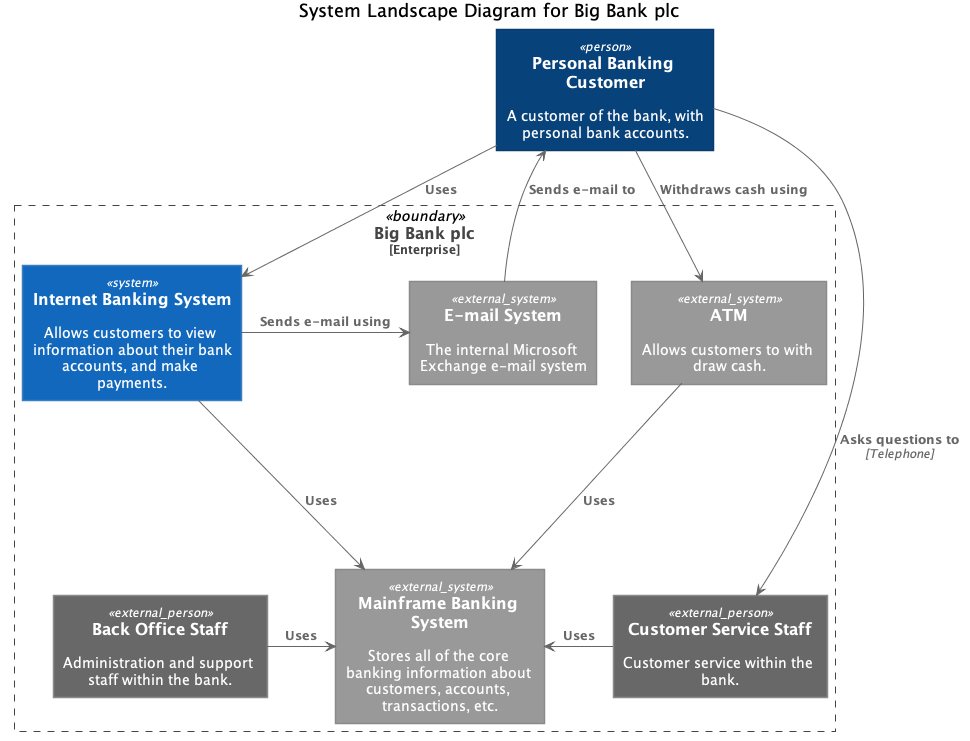 System Landscape Diagram for Big Bank plc
«person»
Personal Banking
Customer
A customer of the bank, with
personal bank accounts.
Uses
Sends e-mail to
Withdraws cash using
«boundary»
Big Bank plc
[Enterprise]
«system»
Internet Banking System
Allows customers to view
information about their bank
accounts, and make
payments.
Sends e-mail using
«external_system»
E-mail System
The internal Microsoft
Exchange e-mail system
«external_system»
ATM
Allows customers to with
draw cash.
Asks questions to
[Telephone]
Uses
Uses
«external_person»
Back Office Staff
Administration and support
staff within the bank.
Uses
«external_system»
Mainframe Banking
System
Stores all of the core
banking information about
customers, accounts,
transactions, etc.
Uses
«external_person»
Customer Service Staff
Customer service within the
bank.